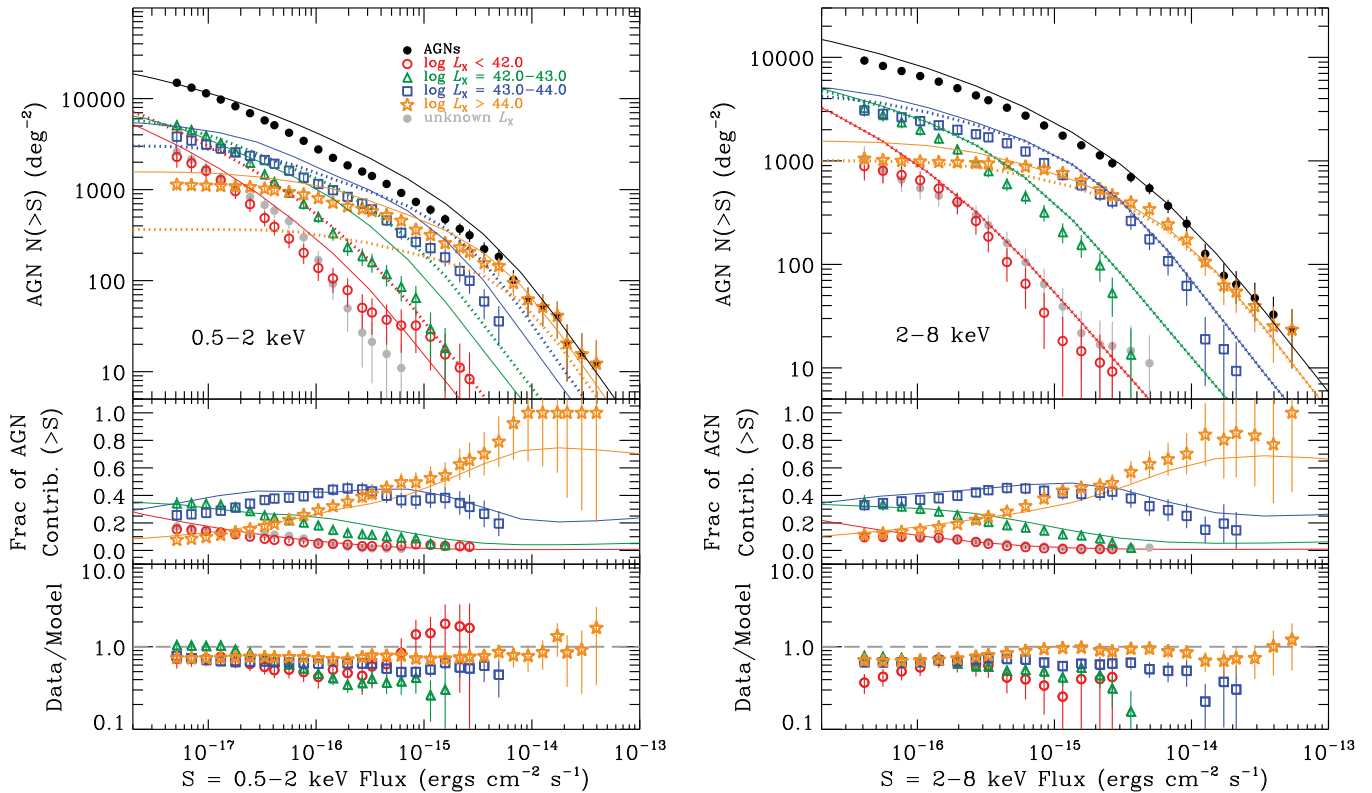 AGN N(>S) (deg⁻²)
10000
1000
100
10
AGNs
log Lₓ < 42.0
log Lₓ = 42.0−43.0
log Lₓ = 43.0−44.0
log Lₓ > 44.0
unknown Lₓ
0.5−2 keV
Frac of AGN
Contrib. (>S)
1.0
0.8
0.6
0.4
0.2
0.0
Data/Model
10.0
1.0
0.1
10⁻¹⁷
10⁻¹⁶
10⁻¹⁵
10⁻¹⁴
10⁻¹³
S = 0.5−2 keV Flux (ergs cm⁻² s⁻¹)
AGN N(>S) (deg⁻²)
10000
1000
100
10
2−8 keV
Frac of AGN
Contrib. (>S)
1.0
0.8
0.6
0.4
0.2
0.0
Data/Model
10.0
1.0
0.1
10⁻¹⁶
10⁻¹⁵
10⁻¹⁴
10⁻¹³
S = 2−8 keV Flux (ergs cm⁻² s⁻¹)